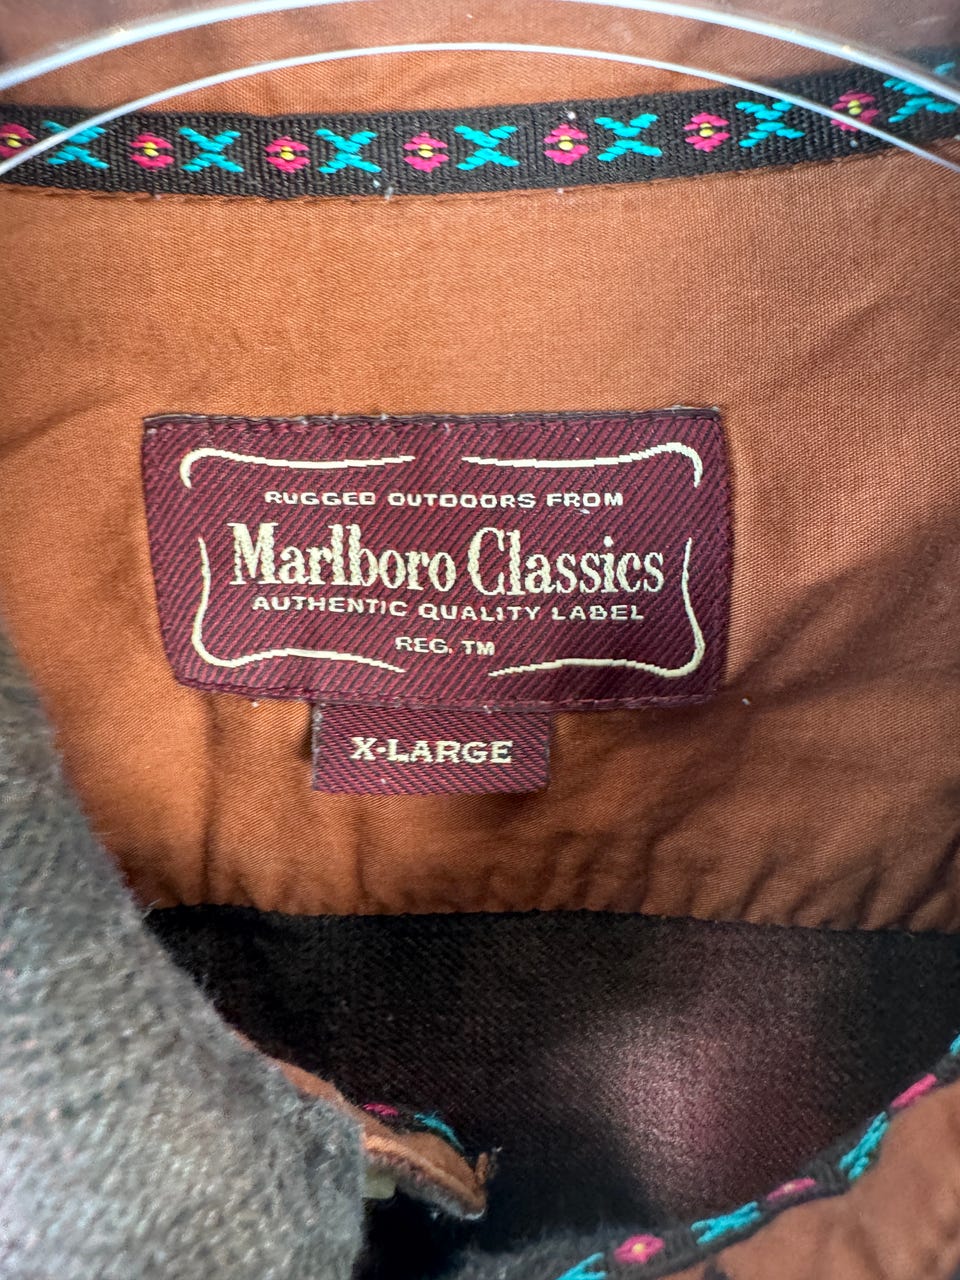 RUGGED OUTDOORS FROM
Marlboro Classics
AUTHENTIC QUALITY LABEL
REG. TM
X-LARGE